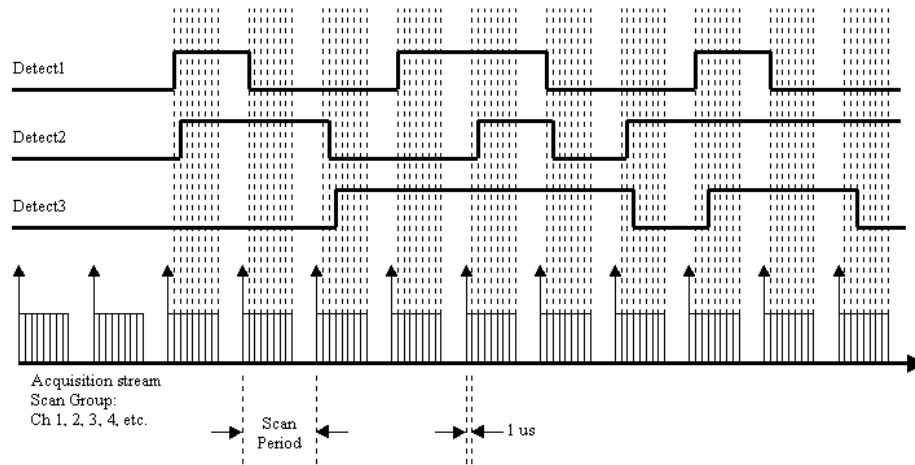 Detect1
Detect2
Detect3
Acquisition stream
Scan Group:
Ch 1, 2, 3, 4, etc.
Scan
Period
1 us